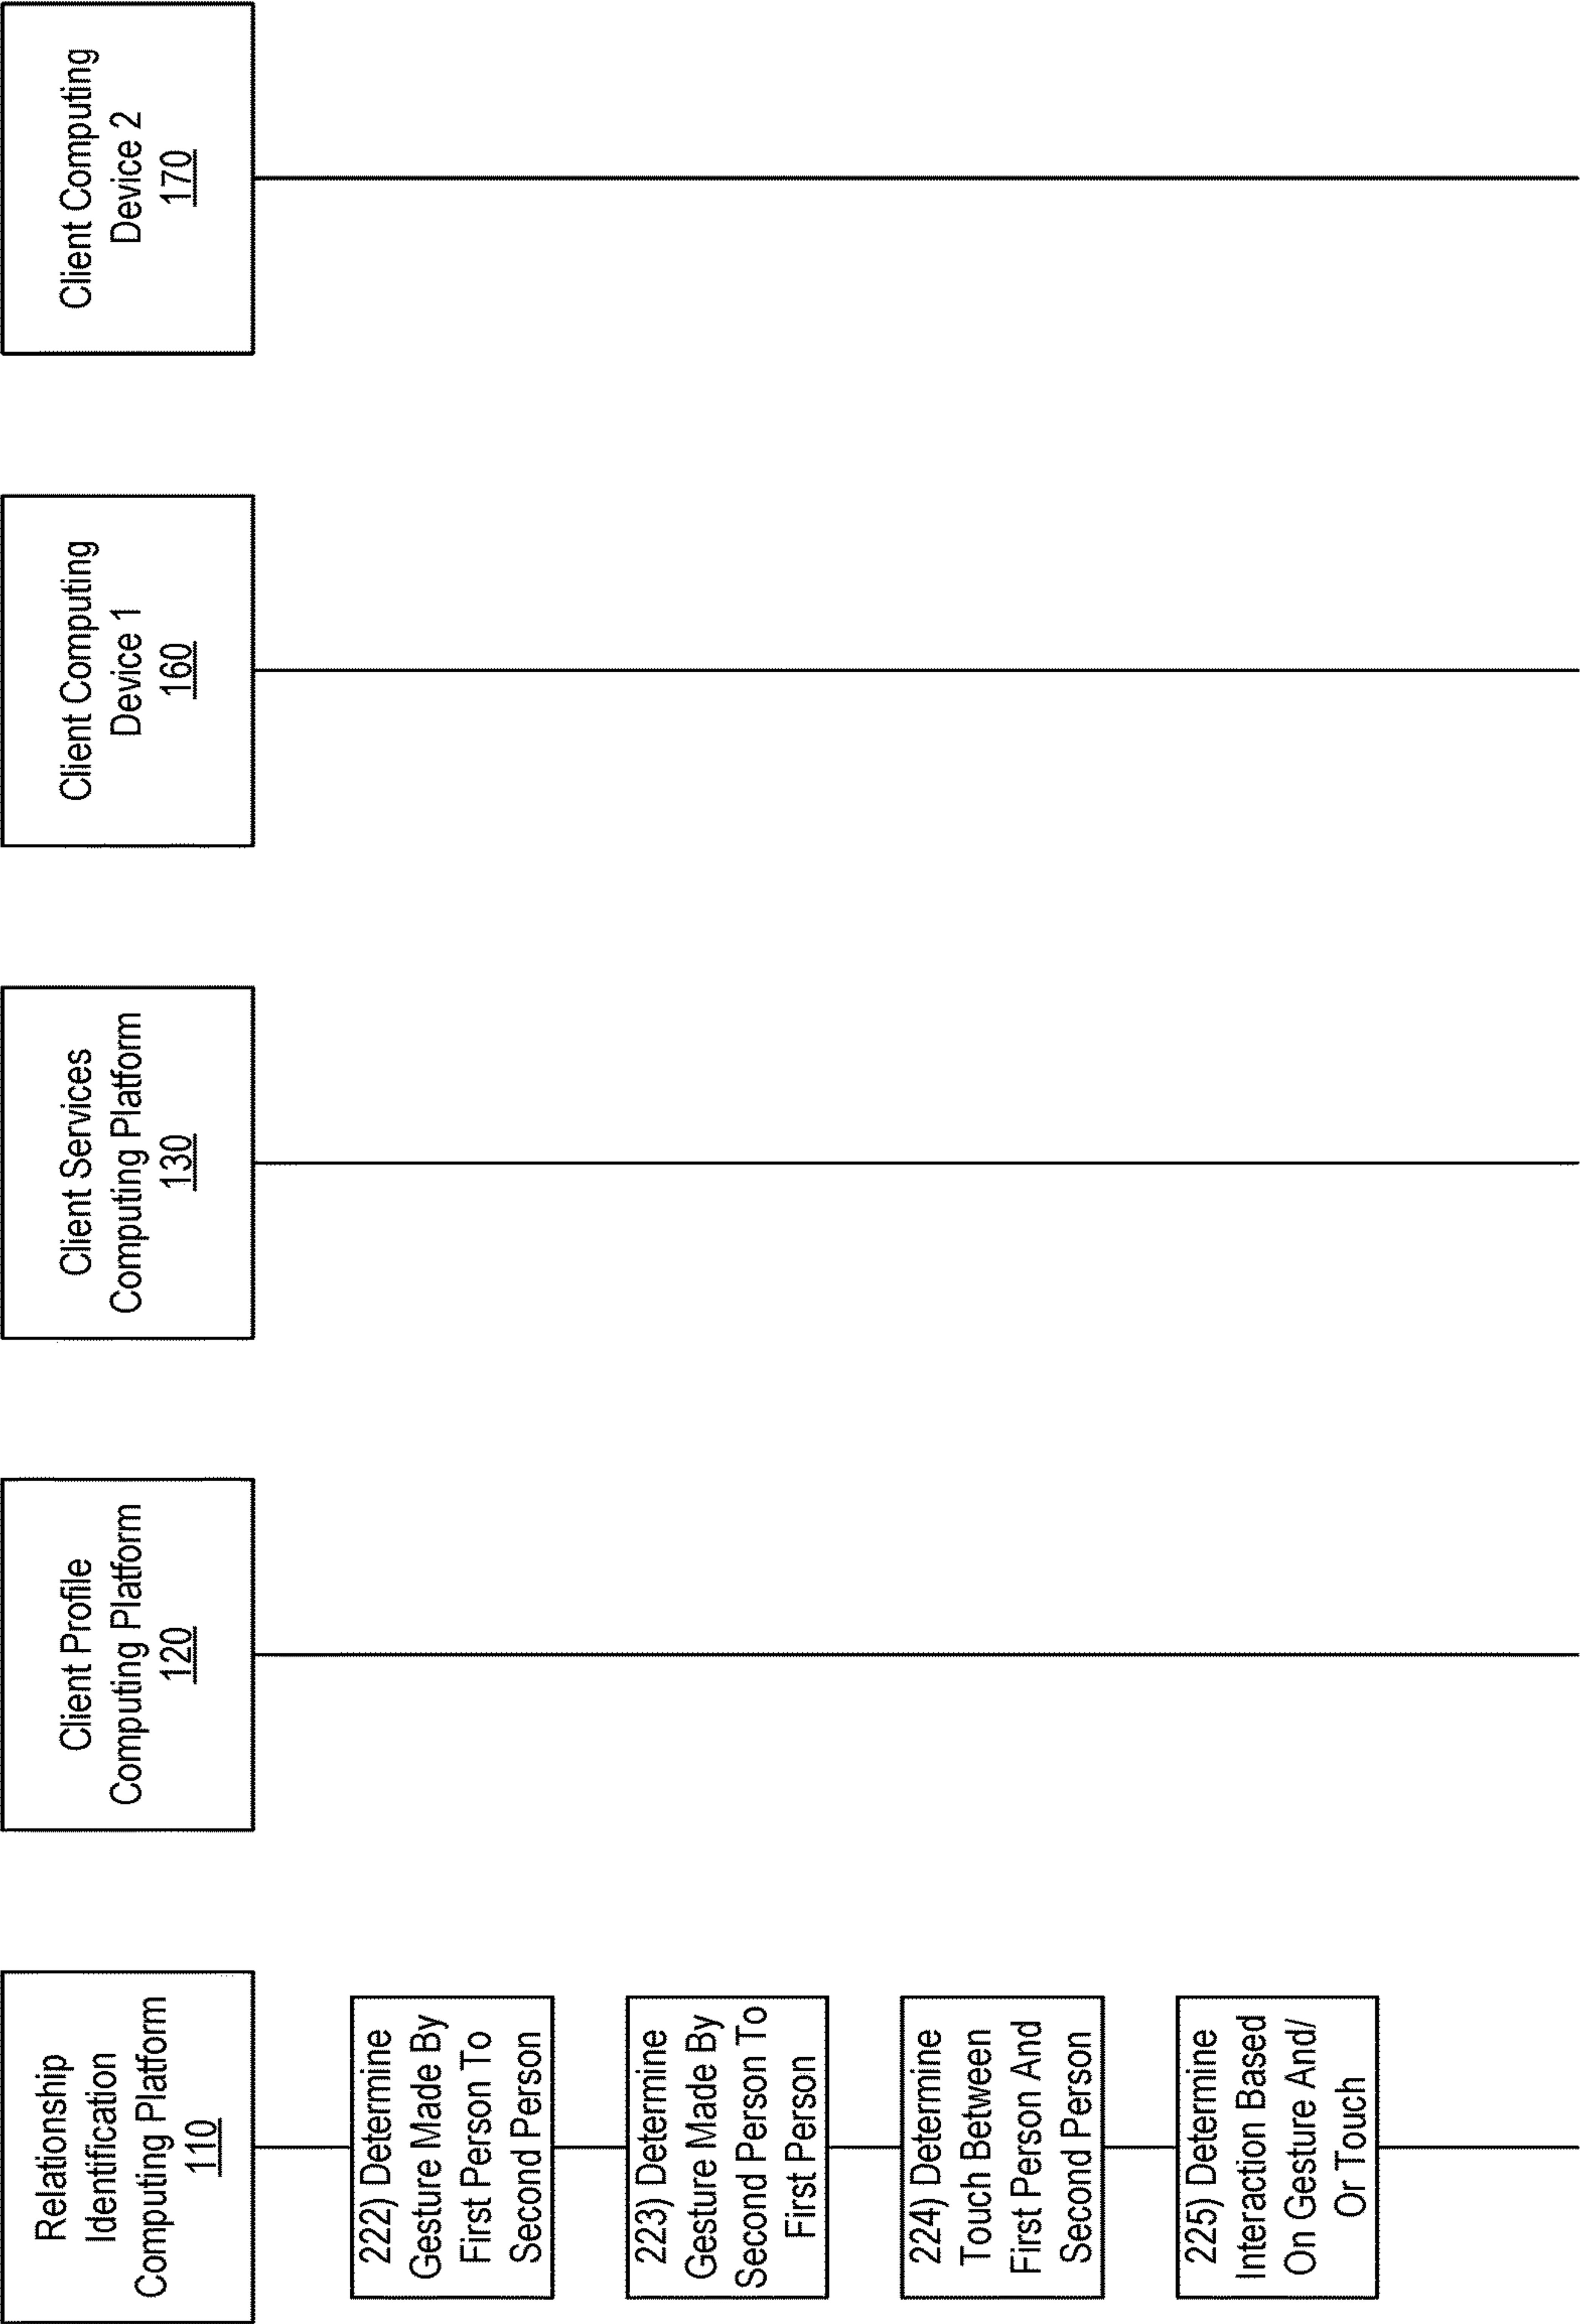 Relationship
Identification
Computing Platform
110
Client Profile
Computing Platform
120
Client Services
Computing Platform
130
Client Computing
Device 1
160
Client Computing
Device 2
170
222) Determine
Gesture Made By
First Person To
Second Person
223) Determine
Gesture Made By
Second Person To
First Person
224) Determine
Touch Between
First Person And
Second Person
225) Determine
Interaction Based
On Gesture And/
Or Touch